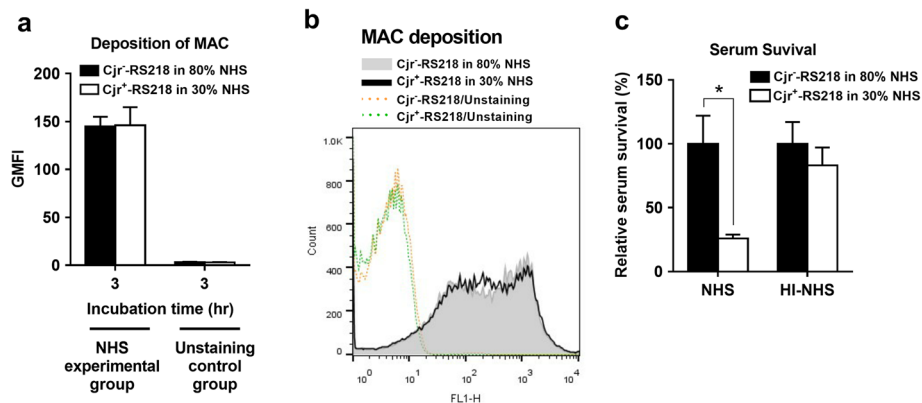 a
Deposition of MAC
Cjr⁻-RS218 in 80% NHS
Cjr⁺-RS218 in 30% NHS
GMFI
200
150
100
50
0
3
3
Incubation time (hr)
NHS
experimental
group
Unstaining
control
group
b
MAC deposition
Cjr⁻-RS218 in 80% NHS
Cjr⁺-RS218 in 30% NHS
Cjr⁻-RS218/Unstaining
Cjr⁺-RS218/Unstaining
Count
1.0K
800
600
400
200
0
10⁰
10¹
10²
10³
10⁴
FL1-H
c
Serum Suvival
Cjr⁻-RS218 in 80% NHS
Cjr⁺-RS218 in 30% NHS
Relative serum survival (%)
150
100
50
0
*
NHS
HI-NHS